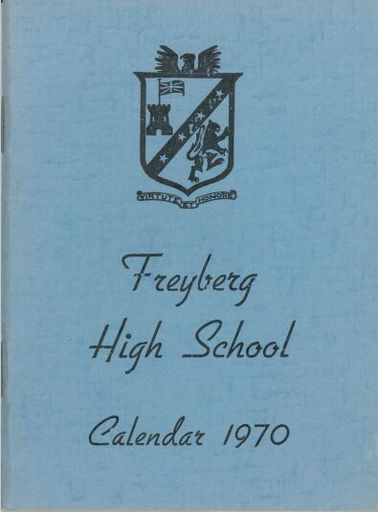 VIRTUTE ET HONORE
Freyberg
High School
Calendar 1970